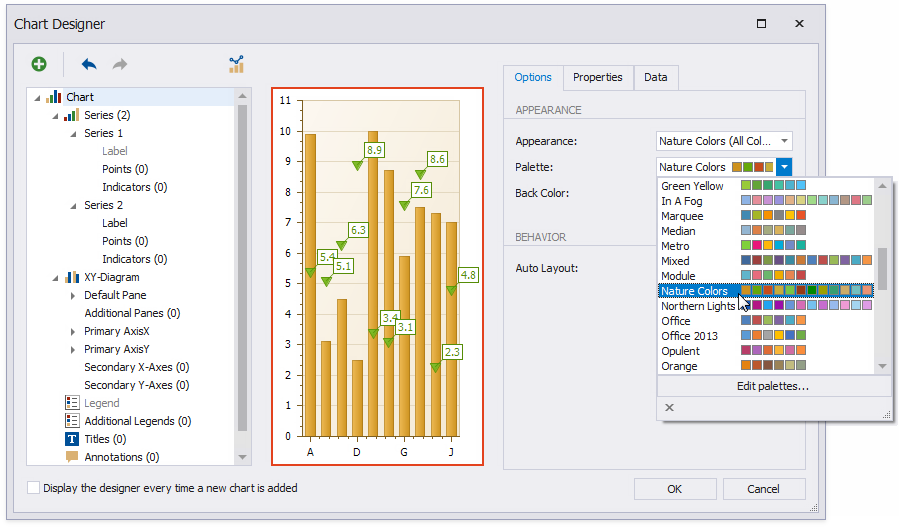 Chart Designer
Chart
Series (2)
Series 1
Label
Points (0)
Indicators (0)
Series 2
Label
Points (0)
Indicators (0)
XY-Diagram
Default Pane
Additional Panes (0)
Primary AxisX
Primary AxisY
Secondary X-Axes (0)
Secondary Y-Axes (0)
Legend
Additional Legends (0)
T Titles (0)
Annotations (0)
11
10
9
8
7
6
5
4
3
2
1
0
A D G J
5.4
5.1
6.3
8.9
3.4
3.1
7.6
8.6
2.3
4.8
Options Properties Data
APPEARANCE
Appearance: Nature Colors (All Col...
Palette: Nature Colors
Back Color:
BEHAVIOR
Auto Layout:
Green Yellow
In A Fog
Marquee
Median
Metro
Mixed
Module
Nature Colors
Northern Lights
Office
Office 2013
Opulent
Orange
Edit palettes...
Display the designer every time a new chart is added
OK Cancel